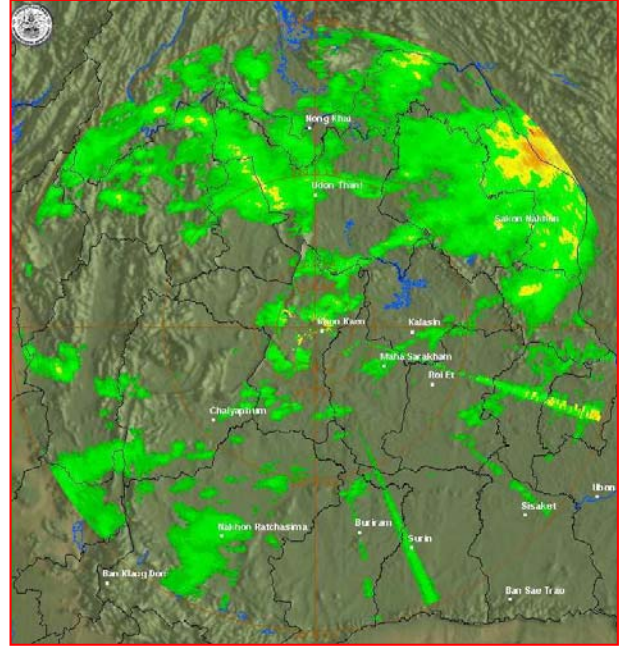 Nong Khai
Udon Thani
Sakon Nakhon
Khon Kaen
Kalasin
Maha Sarakham
Roi Et
Chaiyaphum
Ubon
Sisaket
Nakhon Ratchasima
Buriram
Surin
Ban Klang Don
Ban Sae Trao